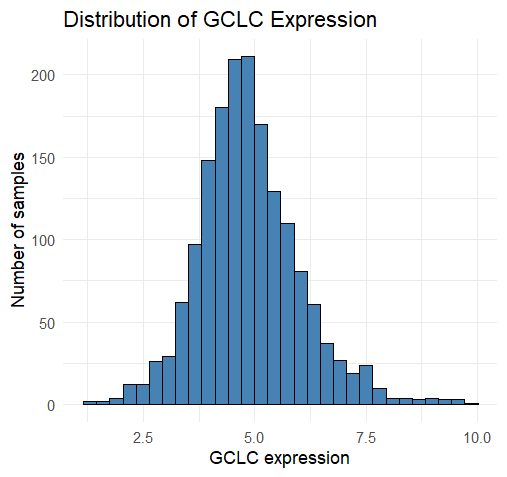 Distribution of GCLC Expression
Number of samples
200
150
100
50
0
2.5 5.0 7.5 10.0
GCLC expression